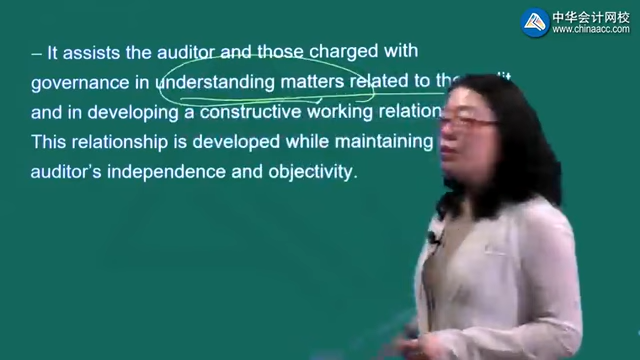 中华会计网校
www.chinaacc.com
– It assists the auditor and those charged with
governance in understanding matters related to the
and in developing a constructive working
This relationship is developed while maintaining
auditor's independence and objectivity.